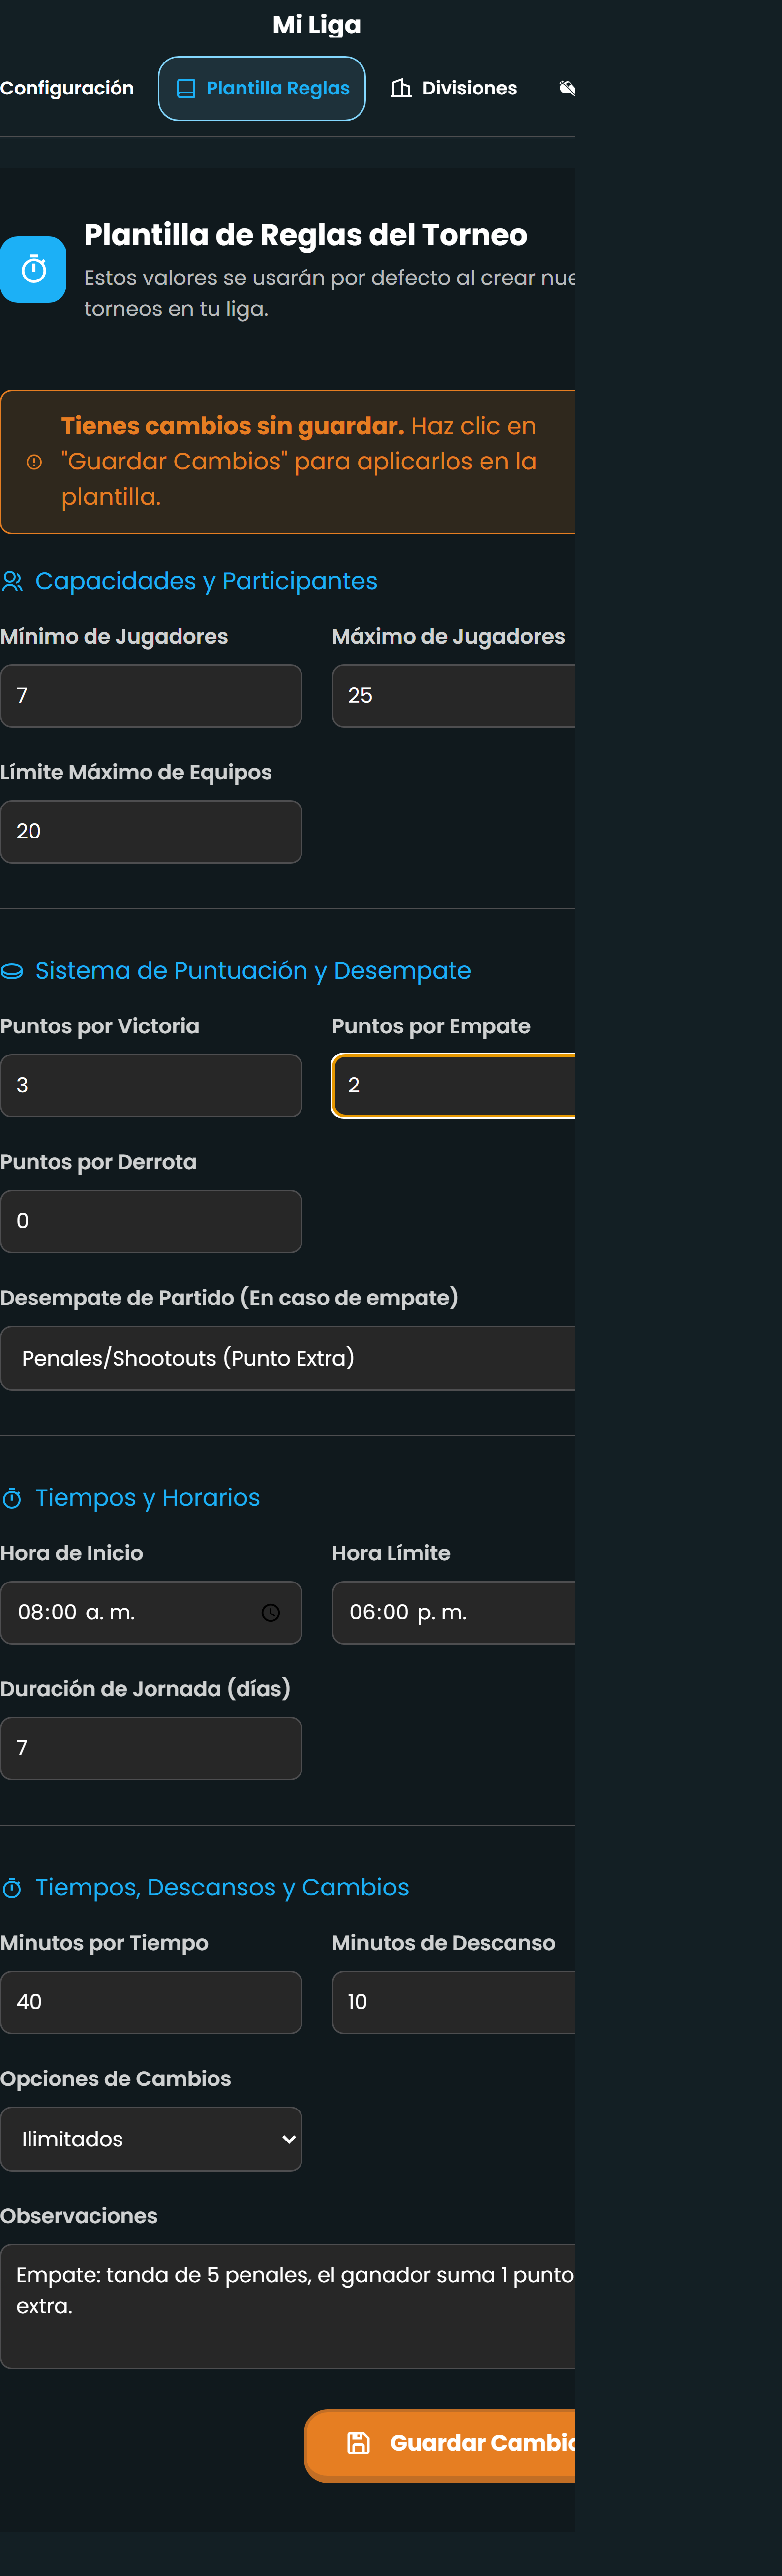 Mi Liga
Configuración
Plantilla Reglas
Divisiones
Plantilla de Reglas del Torneo
Estos valores se usarán por defecto al crear nue
torneos en tu liga.
Tienes cambios sin guardar. Haz clic en
"Guardar Cambios" para aplicarlos en la
plantilla.
Capacidades y Participantes
Mínimo de Jugadores
Máximo de Jugadores
7
25
Límite Máximo de Equipos
20
Sistema de Puntuación y Desempate
Puntos por Victoria
Puntos por Empate
3
2
Puntos por Derrota
0
Desempate de Partido (En caso de empate)
Penales/Shootouts (Punto Extra)
Tiempos y Horarios
Hora de Inicio
Hora Límite
08:00 a. m.
06:00 p. m.
Duración de Jornada (días)
7
Tiempos, Descansos y Cambios
Minutos por Tiempo
Minutos de Descanso
40
10
Opciones de Cambios
Ilimitados
Observaciones
Empate: tanda de 5 penales, el ganador suma 1 punto
extra.
Guardar Cambio